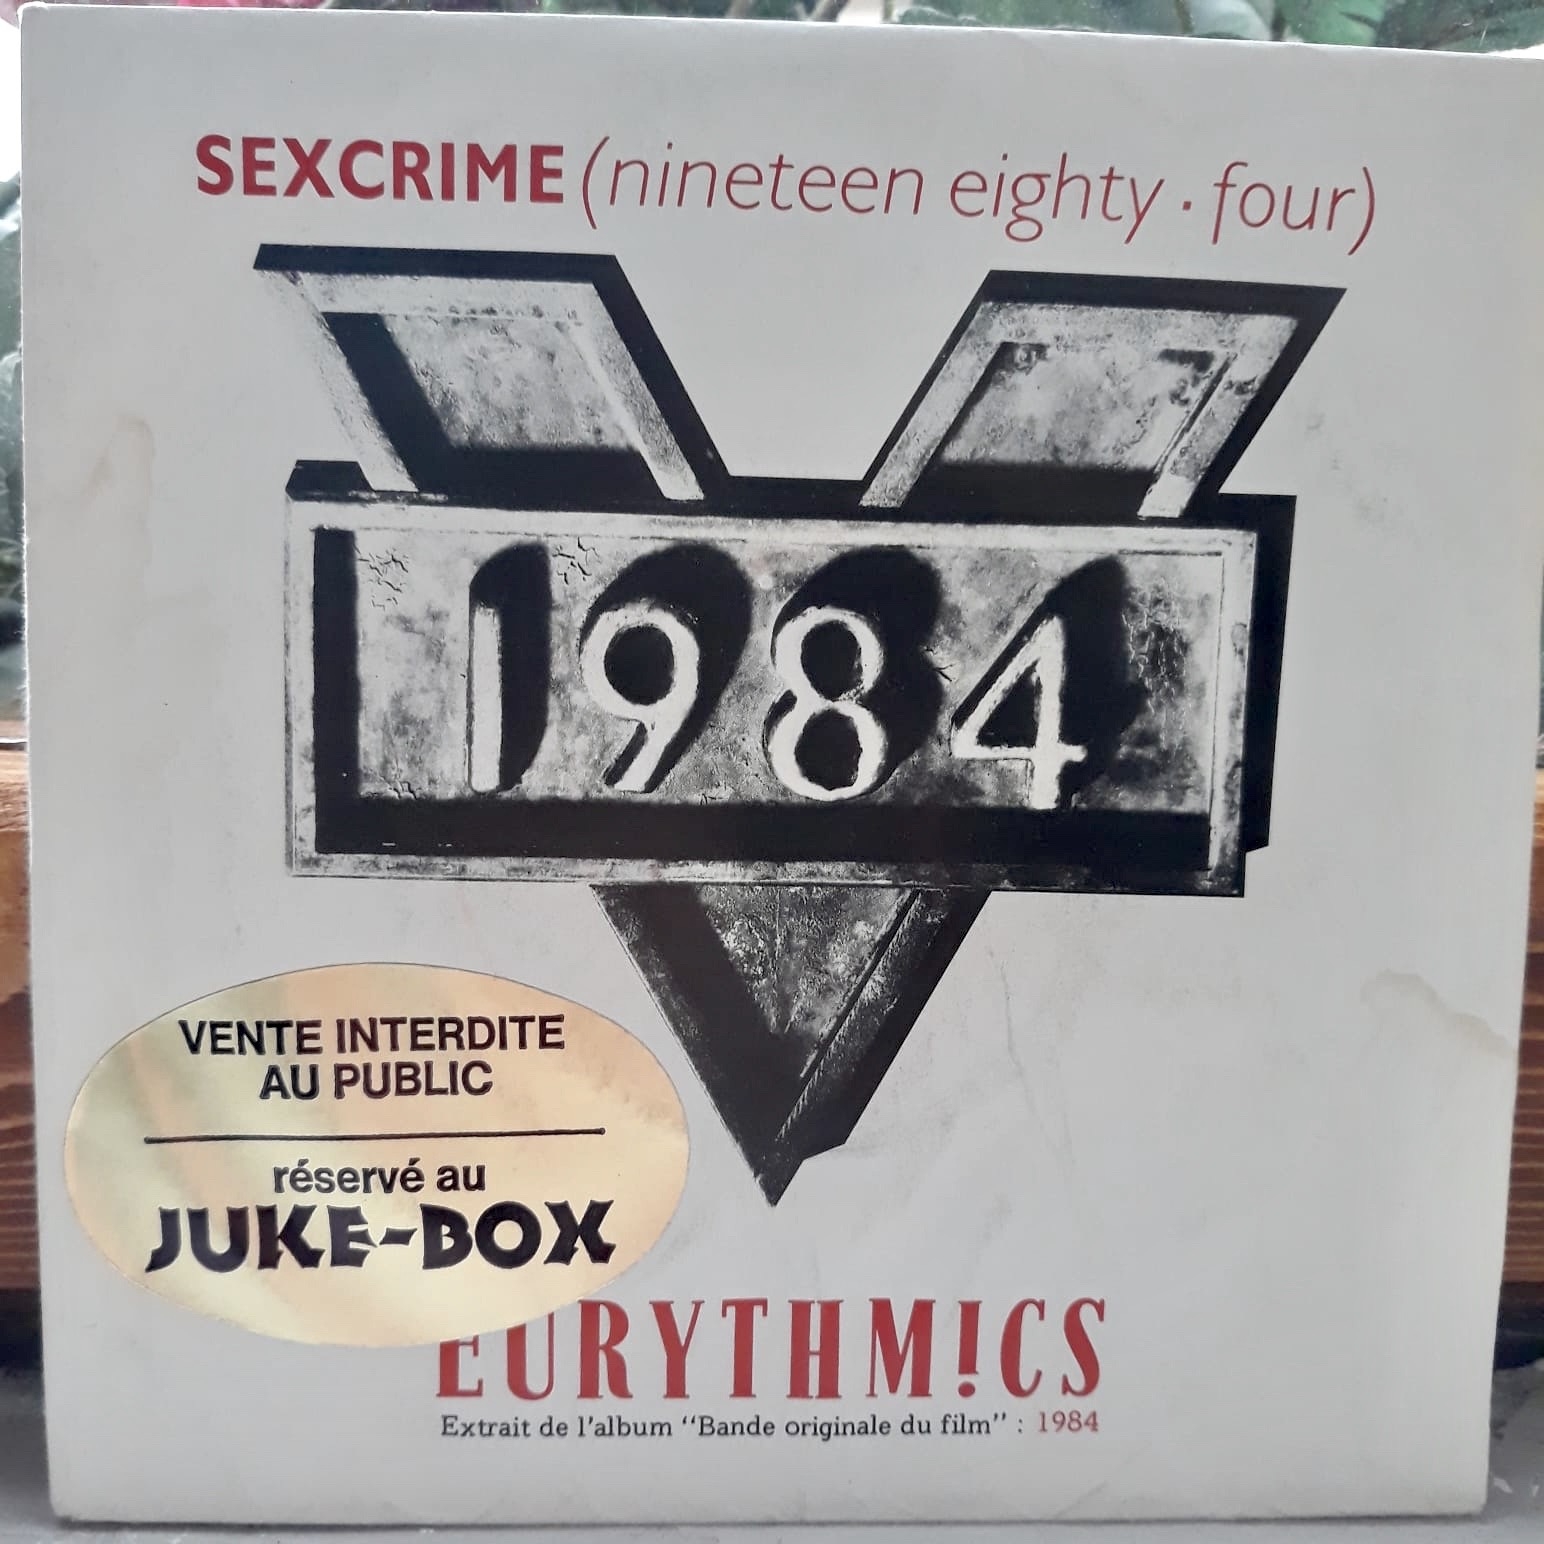 SEXCRIME (nineteen eighty · four)
1984
VENTE INTERDITE
AU PUBLIC
réservé au
JUKE-BOX
EURYTHM!CS
Extrait de l'album "Bande originale du film" : 1984